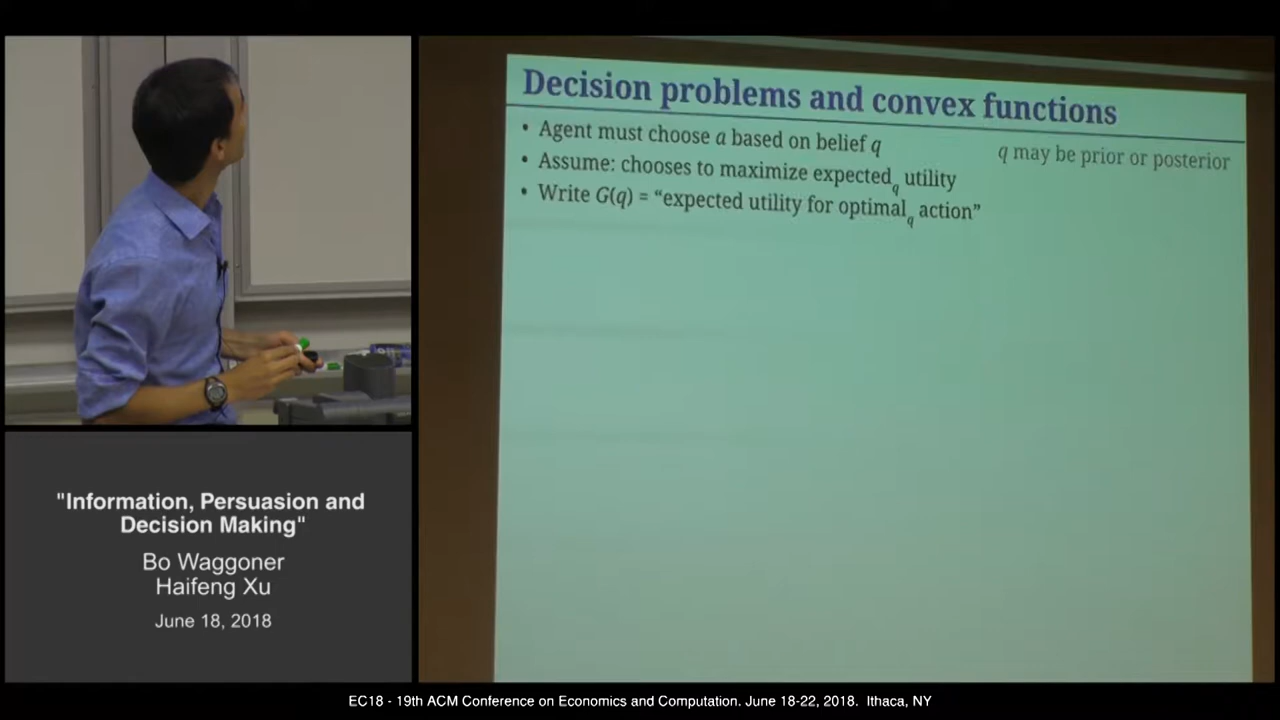 Decision problems and convex functions
• Agent must choose a based on belief q
q may be prior or posterior
• Assume: chooses to maximize expected_q utility
• Write G(q) = “expected utility for optimal_q action”
"Information, Persuasion and
Decision Making"
Bo Waggoner
Haifeng Xu
June 18, 2018
EC18 - 19th ACM Conference on Economics and Computation. June 18-22, 2018. Ithaca, NY